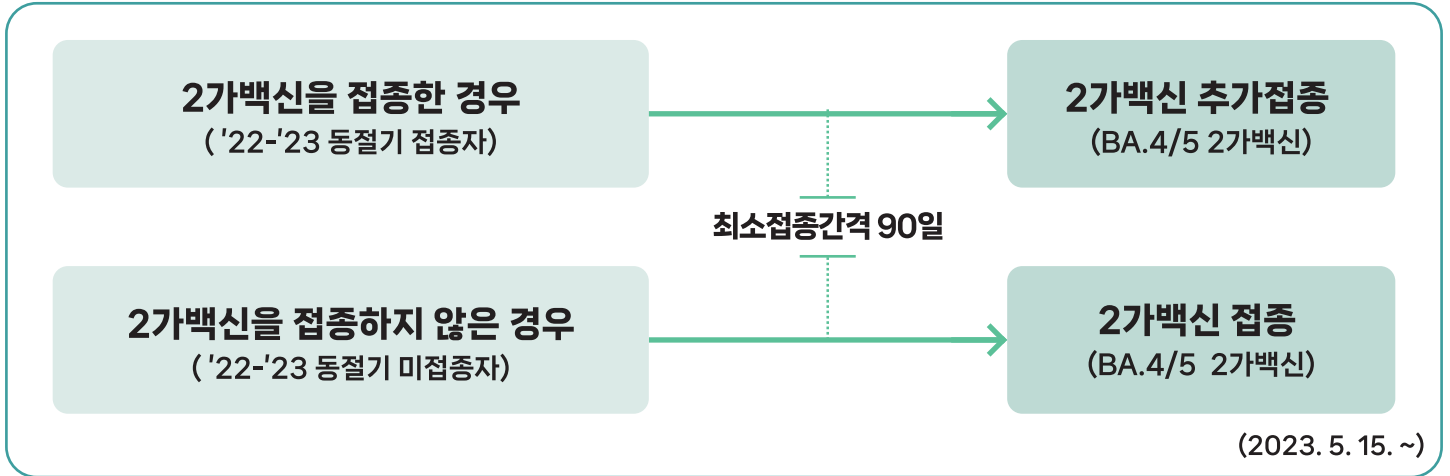 2가백신을 접종한 경우
( '22-'23 동절기 접종자)
2가백신 추가접종
(BA.4/5 2가백신)
최소접종간격 90일
2가백신을 접종하지 않은 경우
( '22-'23 동절기 미접종자)
2가백신 접종
(BA.4/5 2가백신)
(2023. 5. 15. ~)